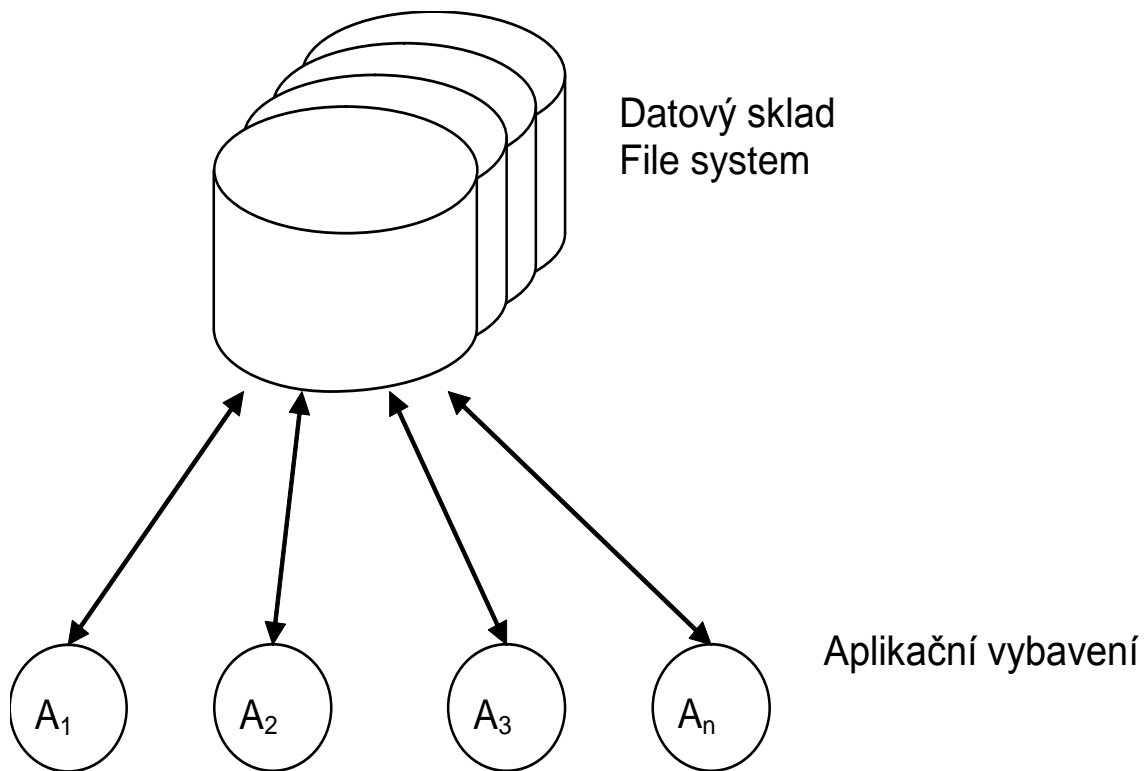 Datový sklad
File system
Aplikační vybavení
A1
A2
A3
An